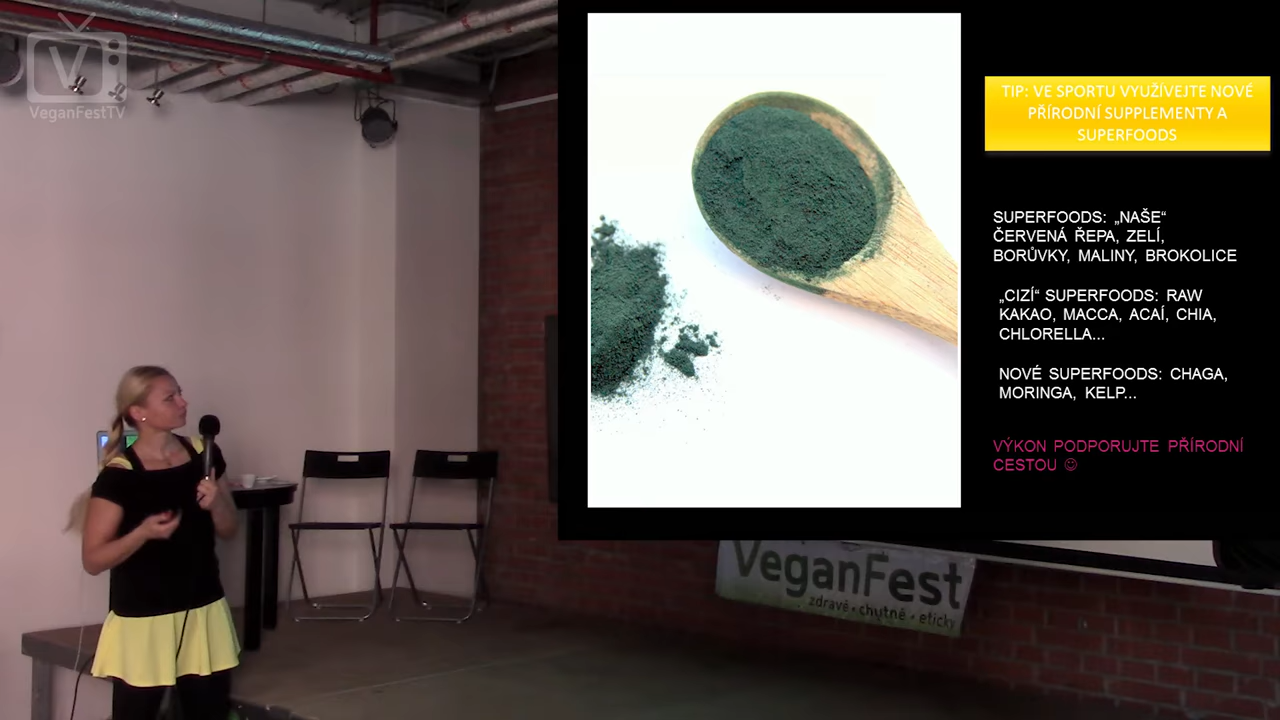 V
VeganFestTV
TIP: VE SPORTU VYUŽÍVEJTE NOVÉ
PŘÍRODNÍ SUPPLEMENTY A
SUPERFOODS
SUPERFOODS: „NAŠE“
ČERVENÁ ŘEPA, ZELÍ,
BORŮVKY, MALINY, BROKOLICE
„CIZÍ“ SUPERFOODS: RAW
KAKAO, MACCA, ACAÍ, CHIA,
CHLORELLA...
NOVÉ SUPERFOODS: CHAGA,
MORINGA, KELP...
VÝKON PODPORUJTE PŘÍRODNÍ
CESTOU ☺
VeganFest
zdravě • chutně • eticky